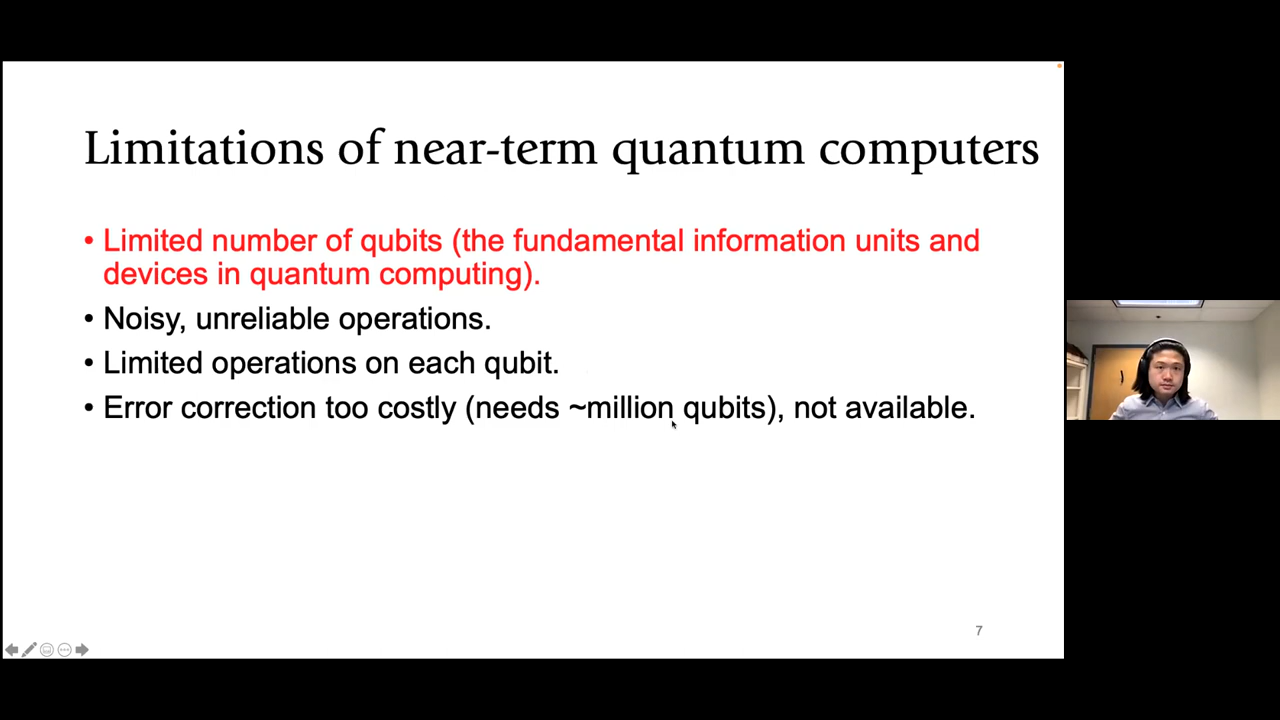 Limitations of near-term quantum computers
• Limited number of qubits (the fundamental information units and
devices in quantum computing).
• Noisy, unreliable operations.
• Limited operations on each qubit.
• Error correction too costly (needs ~million qubits), not available.
7